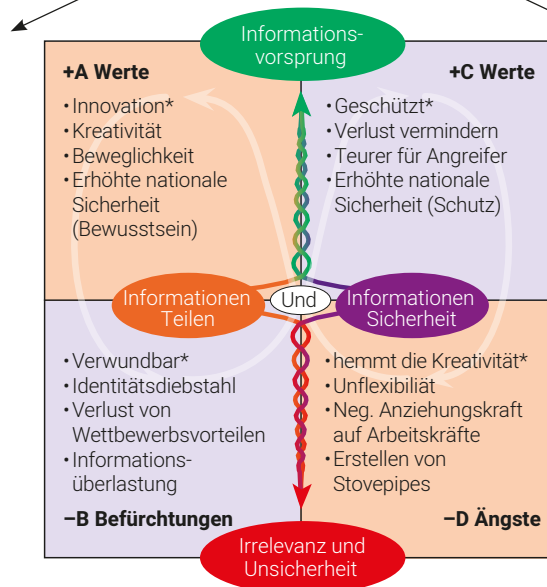 Informations-
vorsprung
+A Werte
• Innovation*
• Kreativität
• Beweglichkeit
• Erhöhte nationale
Sicherheit
(Bewusstsein)
+C Werte
• Geschützt*
• Verlust vermindern
• Teurer für Angreifer
• Erhöhte nationale
Sicherheit (Schutz)
Informationen
Teilen
Und
Informationen
Sicherheit
• Verwundbar*
• Identitätsdiebstahl
• Verlust von
Wettbewerbsvorteilen
• Informations-
überlastung
–B Befürchtungen
• hemmt die Kreativität*
• Unflexibiliät
• Neg. Anziehungskraft
auf Arbeitskräfte
• Erstellen von
Stovepipes
–D Ängste
Irrelevanz und
Unsicherheit